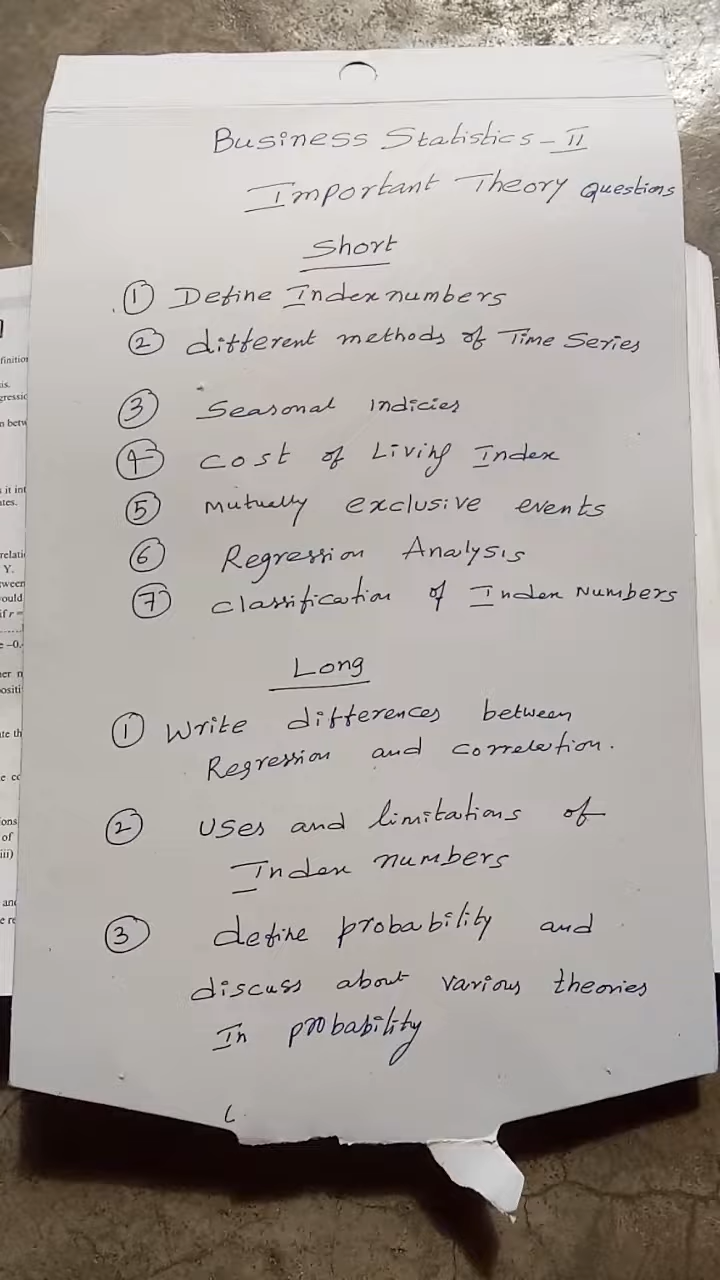 Business Statistics - II
Important Theory Questions
Short
① Define Index numbers
② different methods of Time Series
③ Seasonal indicies
④ cost of Living Index
⑤ Mutually exclusive events
⑥ Regression Analysis
⑦ classification of Index Numbers
Long
① Write differences between
Regression and correlation.
② uses and limitations of
Index numbers
③ define probability and
discuss about various theories
In probability